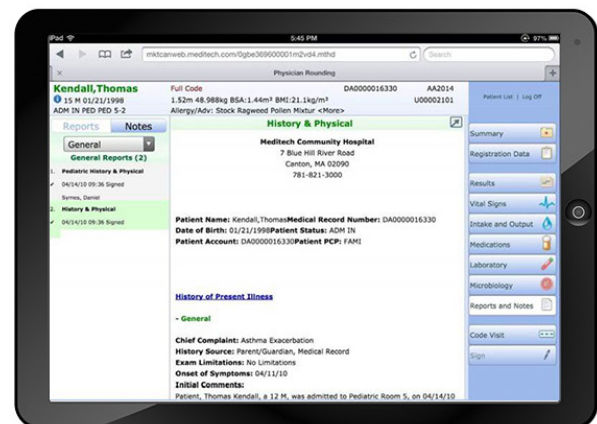 iPad
5:45 PM
97%
mktcanweb.meditech.com/0gbe369600001m2vd4.mthd
Search
Physician Rounding
Kendall,Thomas
15 M 01/21/1998
ADM IN PED PED 5-2
Full Code DA0000016330 AA2014
1.52m 48.988kg BSA:1.44m² BMI:21.1kg/m² U00002101
Allergy/Adv: Stock Ragweed Pollen Mixtur <More>
Patient List | Log Off
Reports Notes
General
General Reports (2)
1. Pediatric History & Physical
✓ 04/14/10 09:36 Signed
Symes, Daniel
2. History & Physical
✓ 04/14/10 09:36 Signed
History & Physical
Meditech Community Hospital
7 Blue Hill River Road
Canton, MA 02090
781-821-3000
Patient Name: Kendall,ThomasMedical Record Number: DA0000016330
Date of Birth: 01/21/1998Patient Status: ADM IN
Patient Account: DA0000016330Patient PCP: FAMI
History of Present Illness
- General
Chief Complaint: Asthma Exacerbation
History Source: Parent/Guardian, Medical Record
Exam Limitations: No Limitations
Onset of Symptoms: 04/11/10
Initial Comments:
Patient, Thomas Kendall, a 12 M, was admitted to Pediatric Room 5, on 04/14/10
Summary
Registration Data
Results
Vital Signs
Intake and Output
Medications
Laboratory
Microbiology
Reports and Notes
Code Visit
Sign